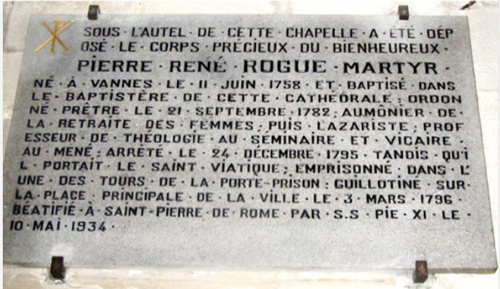 SOUS · L'AUTEL · DE · CETTE · CHAPELLE · A · ÉTÉ · DÉP
OSÉ · LE · CORPS · PRÉCIEUX · DU · BIENHEUREUX ·
PIERRE · RENÉ · ROGUE · MARTYR ·
NÉ · À · VANNES · LE · 11 · JUIN · 1758 · ET · BAPTISÉ · DANS
LE · BAPTISTÈRE · DE · CETTE · CATHÉDRALE ; ORDON
NÉ · PRÊTRE · LE · 21 · SEPTEMBRE · 1782 ; AUMÔNIER · DE ·
LA · RETRAITE · DES · FEMMES ; PUIS · LAZARISTE ; PROF
ESSEUR · DE · THÉOLOGIE · AU · SÉMINAIRE · ET · VICAIRE ·
AU · MENÉ ; ARRÊTÉ · LE · 24 · DÉCEMBRE · 1795 · TANDIS · QU'I
L · PORTAIT · LE · SAINT · VIATIQUE ; EMPRISONNÉ · DANS · L'
UNE · DES · TOURS · DE · LA · PORTE-PRISON ; GUILLOTINÉ · SUR ·
LA · PLACE · PRINCIPALE · DE · LA · VILLE · LE · 3 · MARS · 1796 ·
BÉATIFIÉ · À · SAINT-PIERRE · DE · ROME · PAR · S.S · PIE · XI · LE ·
10 · MAI · 1934 ·